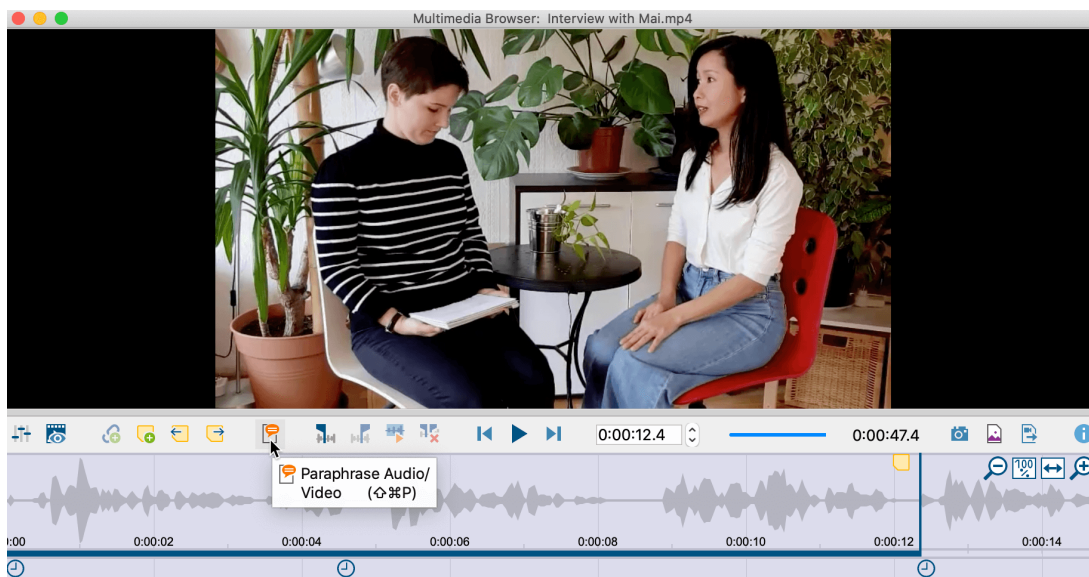 Multimedia Browser: Interview with Mai.mp4
0:00:12.4
0:00:47.4
Paraphrase Audio/
Video (⇧⌘P)
100
%
:00 0:00:02 0:00:04 0:00:06 0:00:08 0:00:10 0:00:12 0:00:14